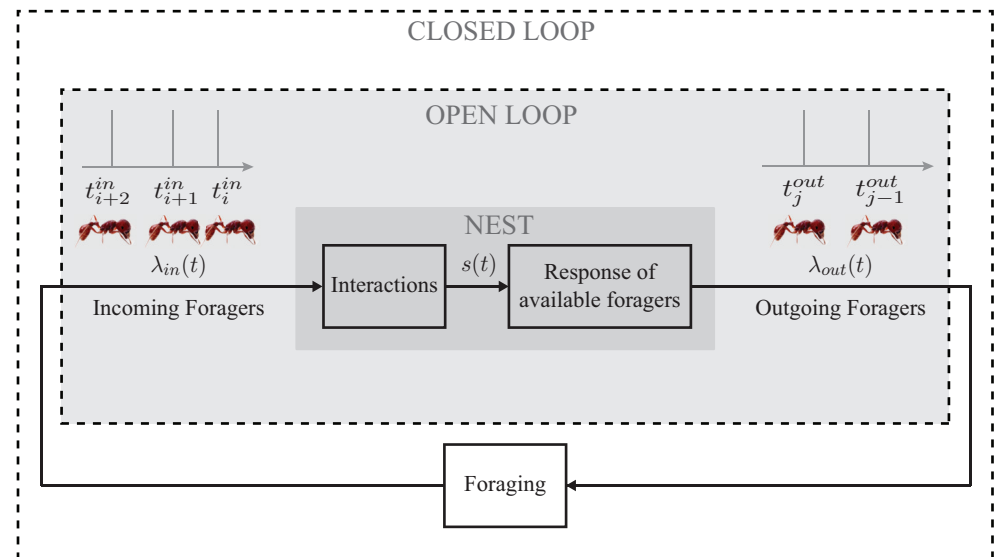 CLOSED LOOP
OPEN LOOP
t_{i+2}^{in} t_{i+1}^{in} t_i^{in}
t_j^{out} t_{j-1}^{out}
NEST
λ_{in}(t)
s(t)
λ_{out}(t)
Interactions
Response of
available foragers
Incoming Foragers
Outgoing Foragers
Foraging